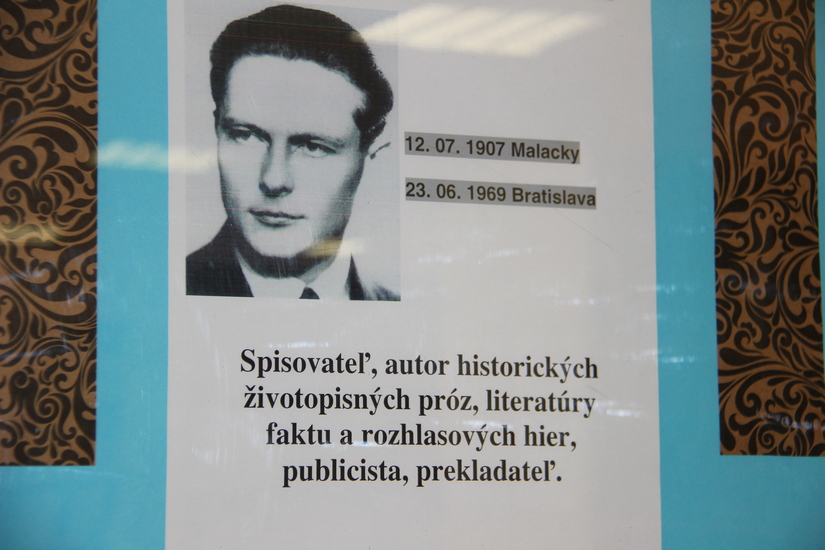 12. 07. 1907 Malacky
23. 06. 1969 Bratislava
Spisovateľ, autor historických
životopisných próz, literatúry
faktu a rozhlasových hier,
publicista, prekladateľ.